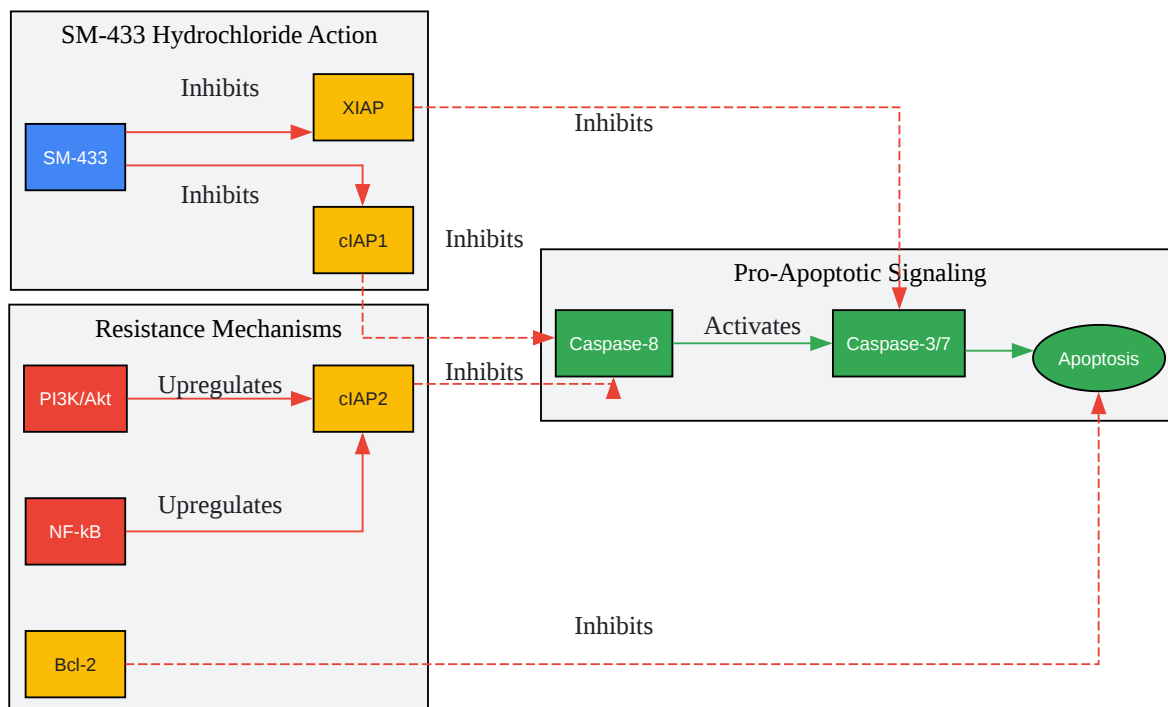 SM-433 Hydrochloride Action
Inhibits
XIAP
Inhibits
SM-433
Inhibits
cIAP1
Inhibits
Pro-Apoptotic Signaling
Resistance Mechanisms
Activates
Caspase-8
Caspase-3/7
Apoptosis
Upregulates
Inhibits
PI3K/Akt
cIAP2
Upregulates
NF-kB
Inhibits
Bcl-2